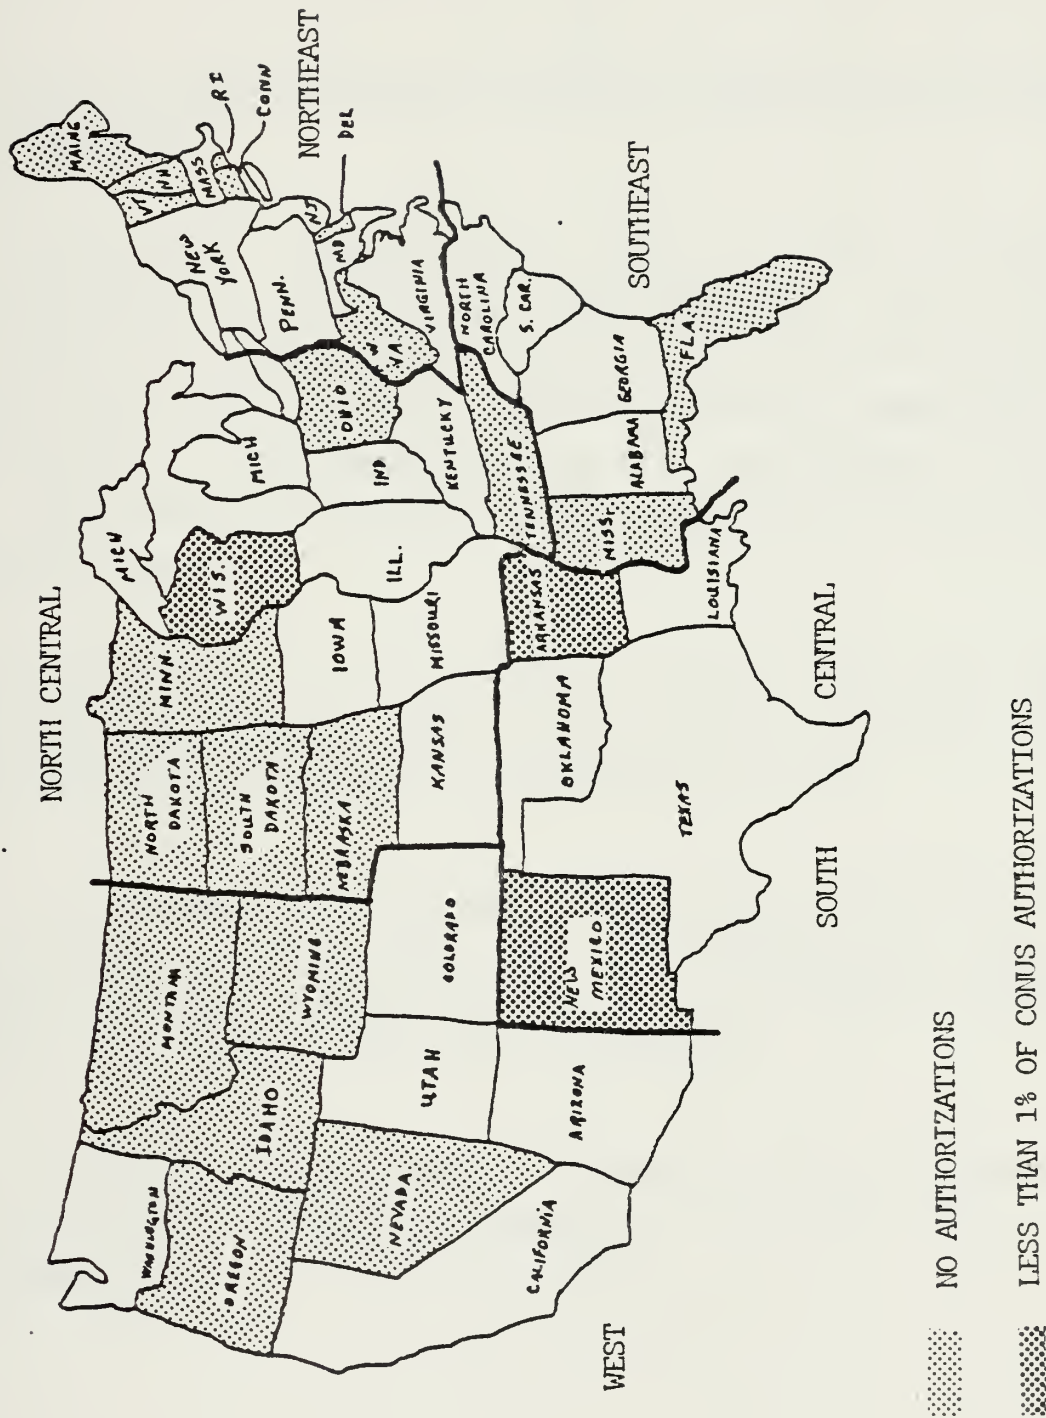 NORTH CENTRAL
NORTHEAST
SOUTHEAST
SOUTH CENTRAL
WEST
WASHINGTON
OREGON
CALIFORNIA
NEVADA
IDAHO
MONTANA
WYOMING
UTAH
ARIZONA
COLORADO
NEW
MEXICO
NORTH
DAKOTA
SOUTH
DAKOTA
NEBRASKA
KANSAS
OKLAHOMA
TEXAS
MINN.
IOWA
MISSOURI
ARKANSAS
LOUISIANA
WIS.
ILL.
MICH
MICH
IND
OHIO
KENTUCKY
TENNESSEE
MISS.
ALABAMA
GEORGIA
FLA
S. CAR.
NORTH
CAROLINA
VIRGINIA
W
VA
MD
DEL
PENN.
NJ
NEW
YORK
CONN
RI
MASS
VT
NH
MAINE
NO AUTHORIZATIONS
LESS THAN 1% OF CONUS AUTHORIZATIONS